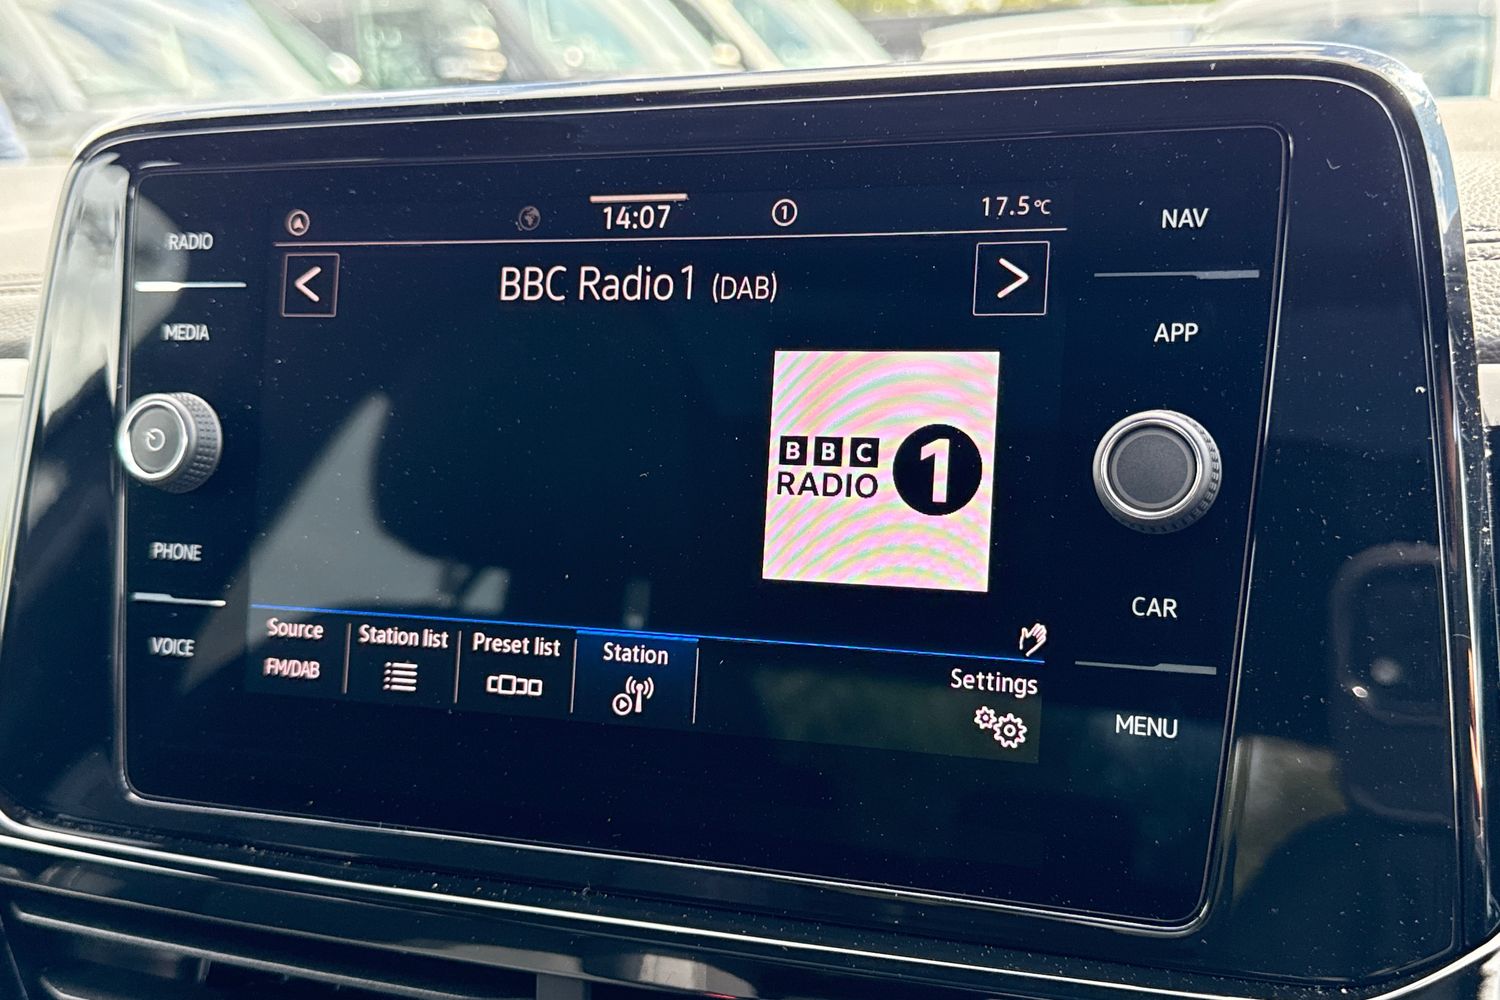 14:07
1
17.5°C
BBC Radio 1 (DAB)
BBC
RADIO
1
Source
FM/DAB
Station list
Preset list
Station
Settings
RADIO
MEDIA
PHONE
VOICE
NAV
APP
CAR
MENU